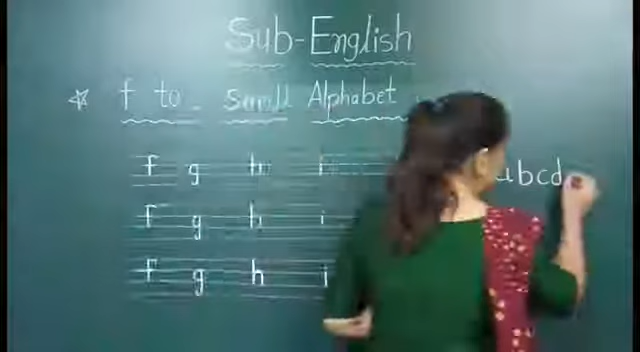 Sub-English
☆ f to - Small Alphabet
f g h i abcd
f g h i
f g h i